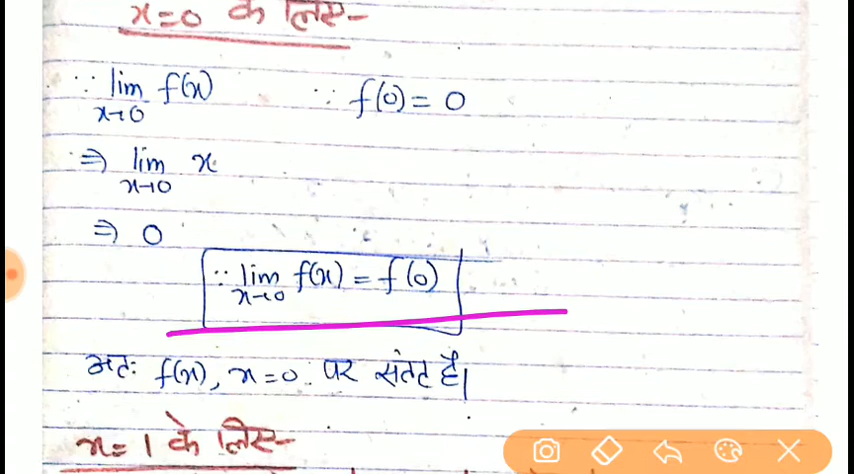 x=0 के लिए-
∵ lim f(x) ∵ f(0) = 0
x→0
⇒ lim x
x→0
⇒ 0
∵ lim f(x) = f(0)
x→0
अतः f(x), x=0 पर संतत है।
x=1 के लिए-